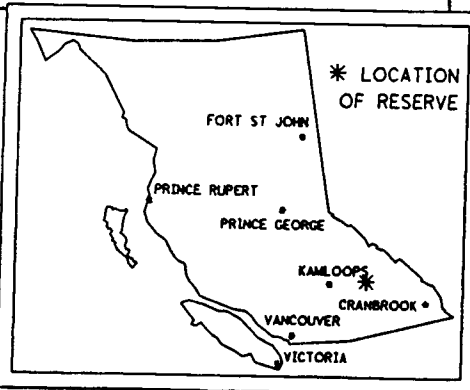 * LOCATION
OF RESERVE
FORT ST JOHN
PRINCE RUPERT
PRINCE GEORGE
KAMLOOPS
CRANBROOK
VANCOUVER
VICTORIA